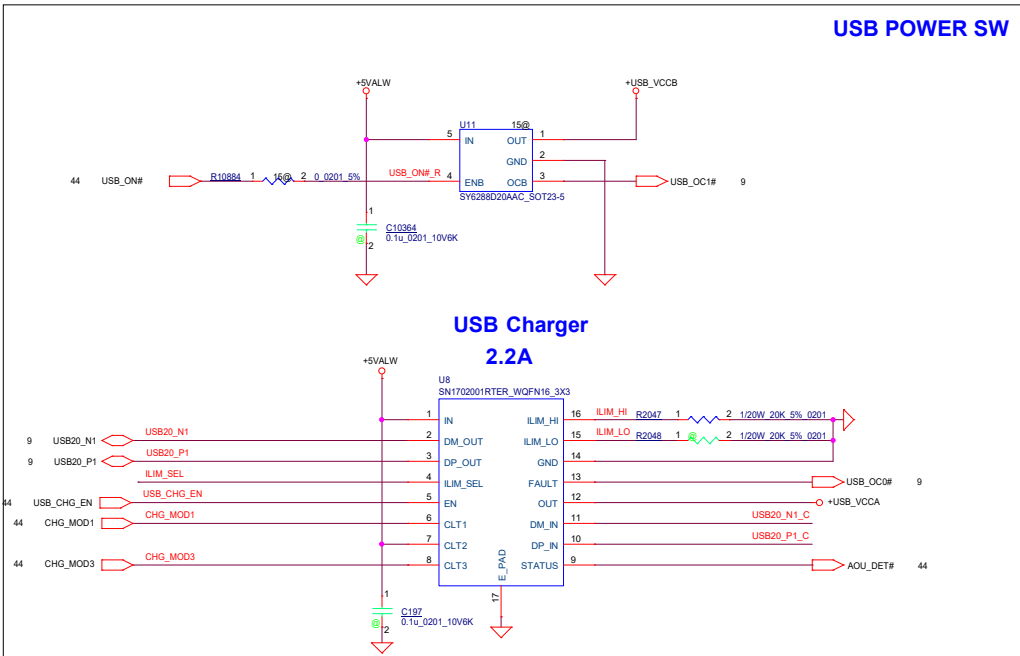 USB POWER SW
+5VALW
+USB_VCCB
U11 15@
5 IN OUT 1
GND 2
44 USB_ON# R10884 1 15@ 2 0_0201_5% USB_ON#_R 4 ENB OCB 3 USB_OC1# 9
SY6288D20AAC_SOT23-5
1
C10364
0.1u_0201_10V6K
@
2
USB Charger
2.2A
+5VALW
U8
SN1702001RTER_WQFN16_3X3
1 IN ILIM_HI 16 ILIM_HI R2047 1 2 1/20W_20K_5%_0201
9 USB20_N1 USB20_N1 2 DM_OUT ILIM_LO 15 ILIM_LO R2048 1 @ 2 1/20W_20K_5%_0201
9 USB20_P1 USB20_P1 3 DP_OUT GND 14
ILIM_SEL 4 ILIM_SEL FAULT 13 USB_OC0# 9
44 USB_CHG_EN USB_CHG_EN 5 EN OUT 12 +USB_VCCA
44 CHG_MOD1 CHG_MOD1 6 CLT1 DM_IN 11 USB20_N1_C
7 CLT2 DP_IN 10 USB20_P1_C
44 CHG_MOD3 CHG_MOD3 8 CLT3 STATUS 9 AOU_DET# 44
E_PAD
17
1
C197
0.1u_0201_10V6K
@
2